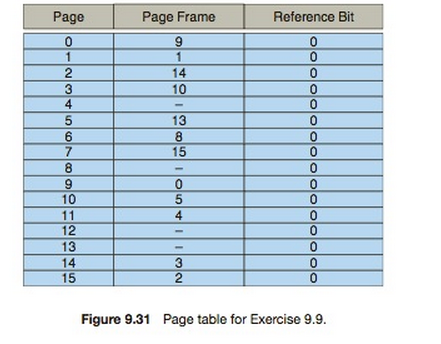 Page Page Frame Reference Bit
0 9 0
1 1 0
2 14 0
3 10 0
4 – 0
5 13 0
6 8 0
7 15 0
8 – 0
9 0 0
10 5 0
11 4 0
12 – 0
13 – 0
14 3 0
15 2 0
Figure 9.31 Page table for Exercise 9.9.